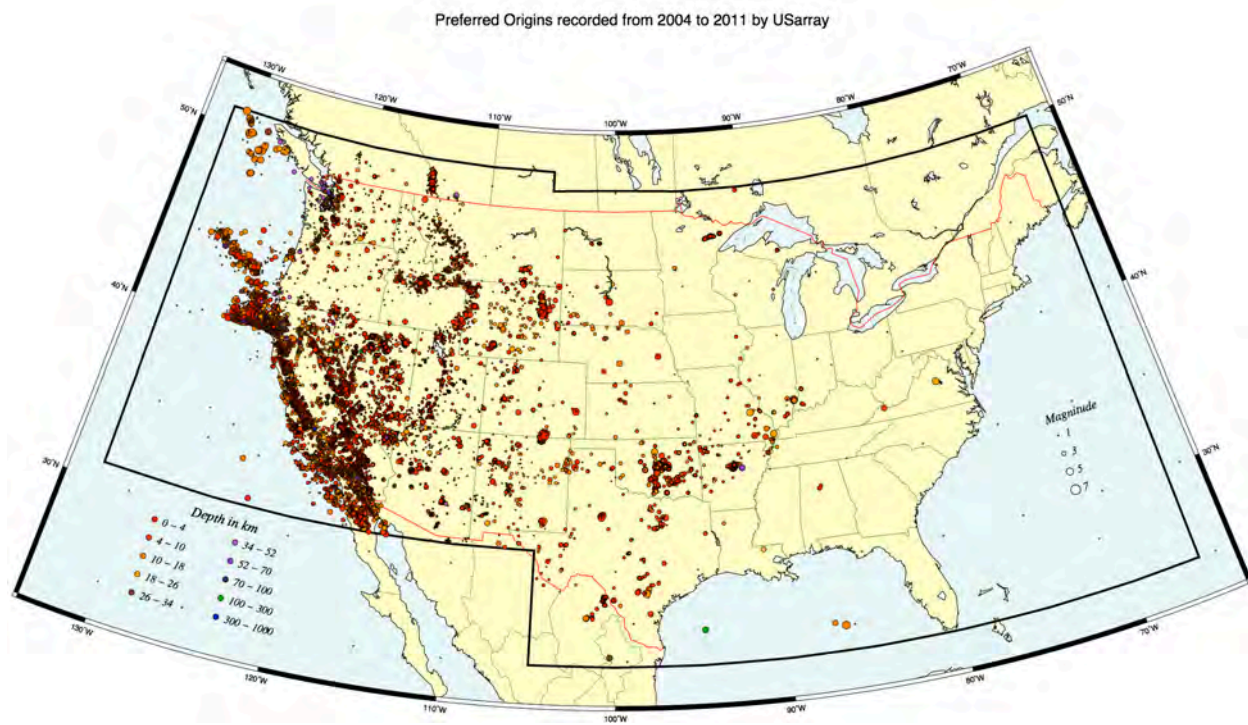 Preferred Origins recorded from 2004 to 2011 by USarray
130˚W
120˚W
110˚W
100˚W
90˚W
80˚W
70˚W
50˚N
50˚N
40˚N
40˚N
30˚N
30˚N
Magnitude
1
3
5
7
Depth in km
0 – 4
4 – 10
10 – 18
18 – 26
26 – 34
34 – 52
52 – 70
70 – 100
100 – 300
300 – 1000
130˚W
120˚W
110˚W
100˚W
90˚W
80˚W
70˚W